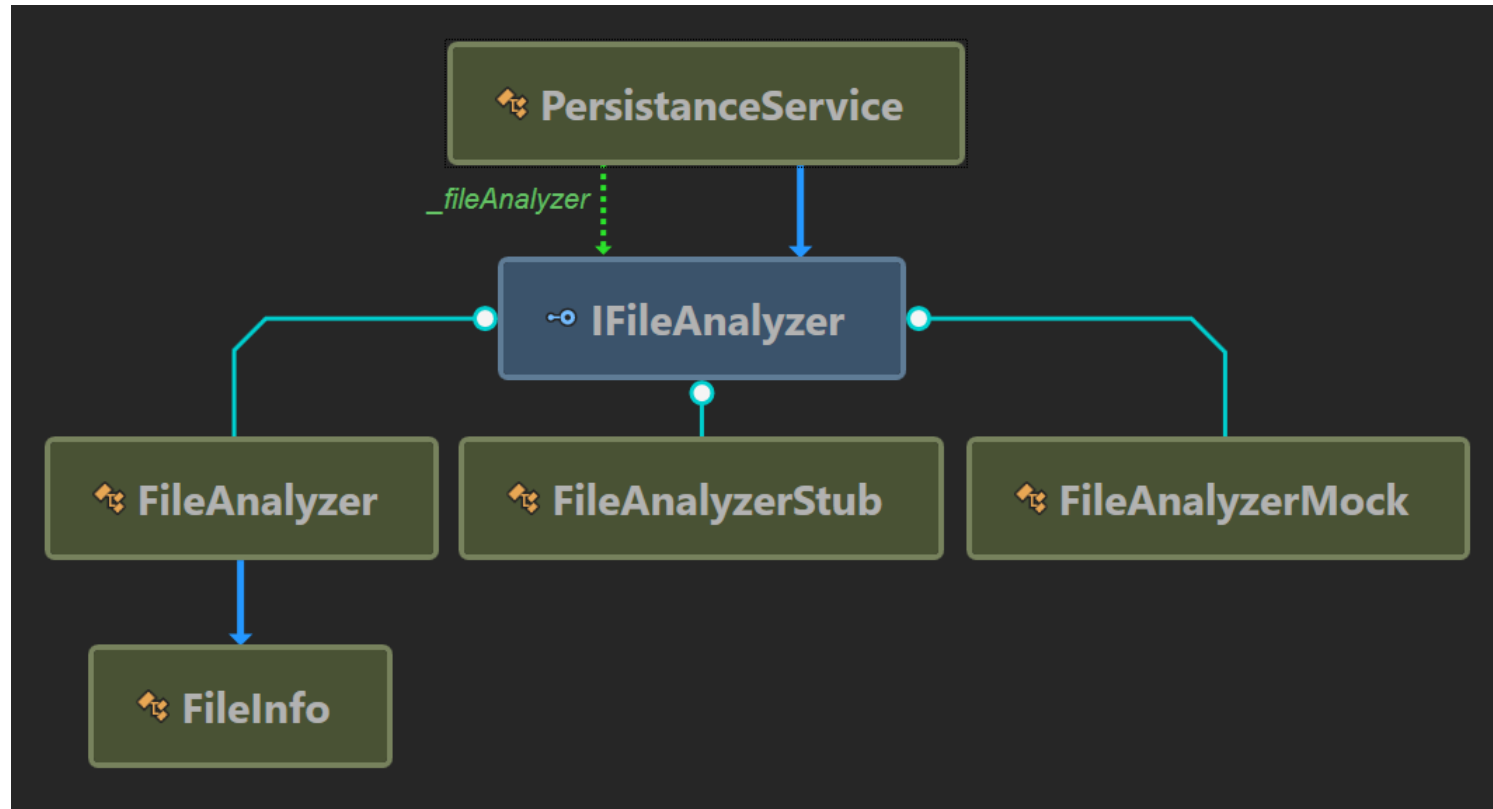 PersistanceService
_fileAnalyzer
IFileAnalyzer
FileAnalyzer
FileAnalyzerStub
FileAnalyzerMock
FileInfo